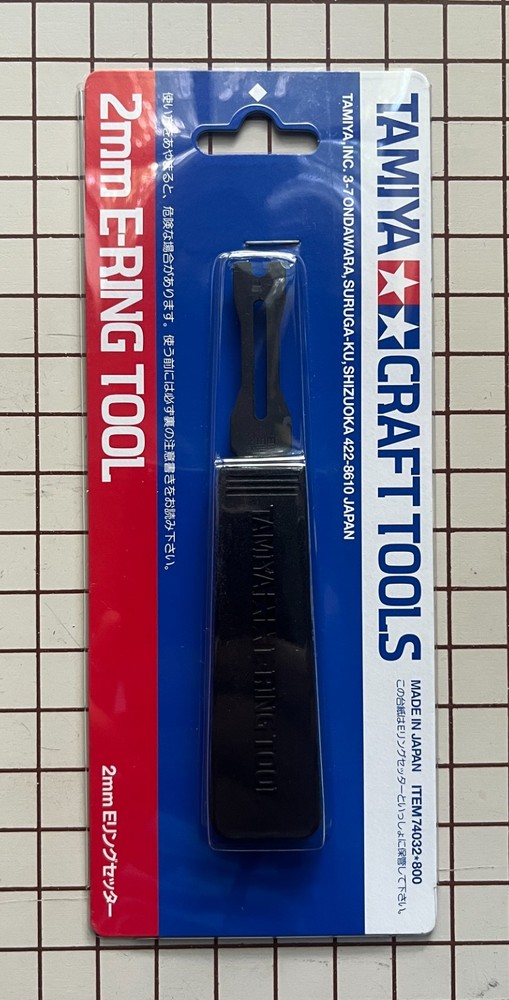 TAMIYA CRAFT TOOLS
MADE IN JAPAN ITEM 74032•800
この台紙はEリングセッターといっしょに保管して下さい。
TAMIYA,INC. 3-7 ONDAWARA, SURUGA-KU, SHIZUOKA 422-8610 JAPAN
TAMIYA E-RING TOOL
使い方をあやまると、危険な場合があります。使う前には必ず裏の注意書きをお読み下さい。
2mm E-RING TOOL
2mm Eリングセッター